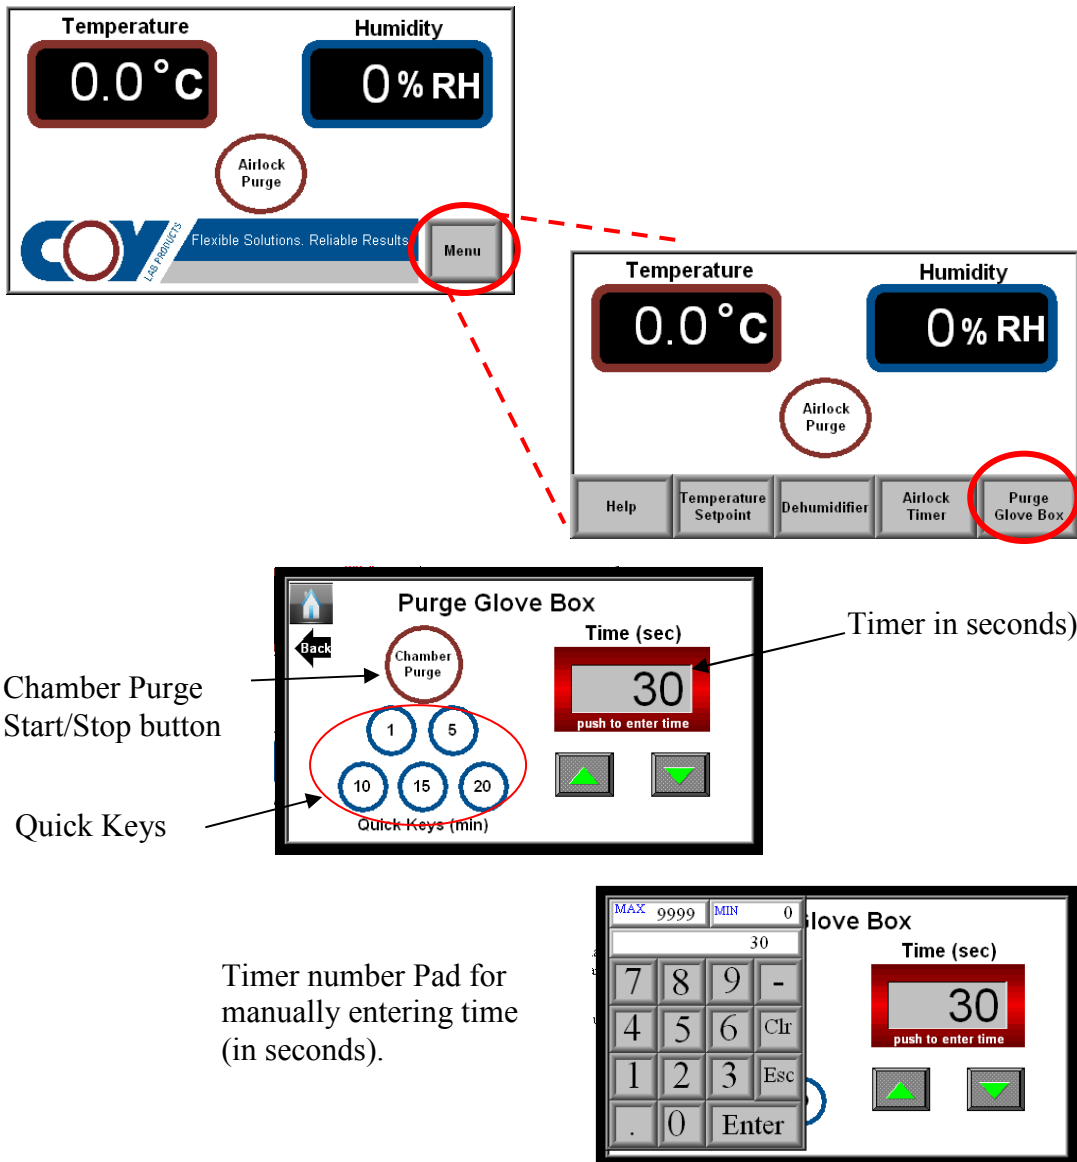 Temperature Humidity
0.0°C 0% RH
Airlock
Purge
COY LAB PRODUCTS
Flexible Solutions. Reliable Results
Menu
Temperature Humidity
0.0°C 0% RH
Airlock
Purge
Help
Temperature
Setpoint
Dehumidifier
Airlock
Timer
Purge
Glove Box
Purge Glove Box
Back
Chamber
Purge
Time (sec)
30
push to enter time
1 5
10 15 20
Quick Keys (min)
Timer in seconds)
Chamber Purge
Start/Stop button
Quick Keys
Timer number Pad for
manually entering time
(in seconds).
MAX 9999 MIN 0
30
7 8 9 -
4 5 6 Clr
1 2 3 Esc
. 0 Enter
Glove Box
Time (sec)
30
push to enter time